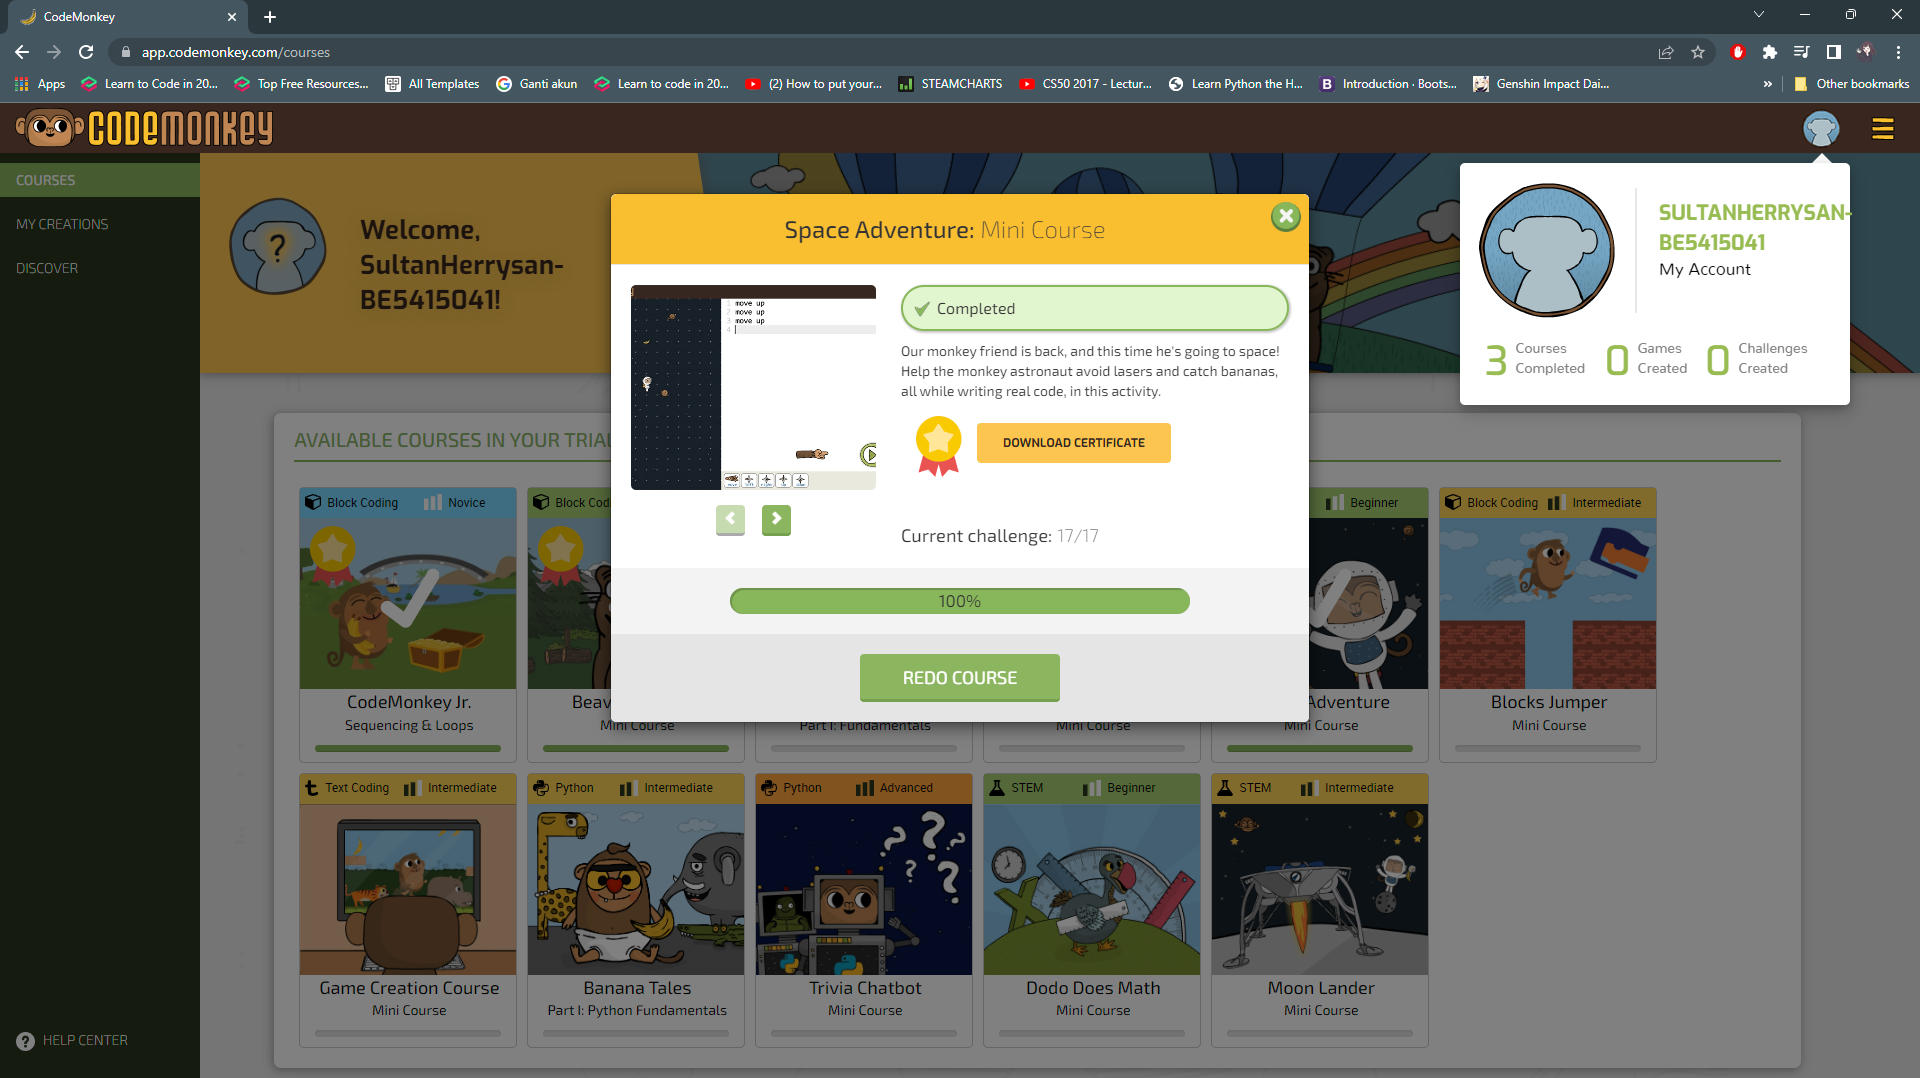 CodeMonkey
app.codemonkey.com/courses
Apps
Learn to Code in 20...
Top Free Resources...
All Templates
Ganti akun
Learn to code in 20...
(2) How to put your...
STEAMCHARTS
CS50 2017 - Lectur...
Learn Python the H...
Introduction · Boots...
Genshin Impact Dai...
»
Other bookmarks
CODEMONKEY
COURSES
MY CREATIONS
DISCOVER
HELP CENTER
Welcome,
SultanHerrysan-
BE5415041!
SULTANHERRYSAN-
BE5415041
My Account
3 Courses
Completed
0 Games
Created
0 Challenges
Created
Space Adventure: Mini Course
1 move up
2 move up
3 move up
4
Completed
Our monkey friend is back, and this time he's going to space!
Help the monkey astronaut avoid lasers and catch bananas,
all while writing real code, in this activity.
DOWNLOAD CERTIFICATE
Current challenge: 17/17
100%
REDO COURSE
AVAILABLE COURSES IN YOUR TRIAL
Block Coding Novice
CodeMonkey Jr.
Sequencing & Loops
Block Cod
Beav
Mini Course
Part I: Fundamentals
Mini Course
Beginner
Adventure
Mini Course
Block Coding Intermediate
Blocks Jumper
Mini Course
Text Coding Intermediate
Game Creation Course
Mini Course
Python Intermediate
Banana Tales
Part I: Python Fundamentals
Python Advanced
Trivia Chatbot
Mini Course
STEM Beginner
Dodo Does Math
Mini Course
STEM Intermediate
Moon Lander
Mini Course